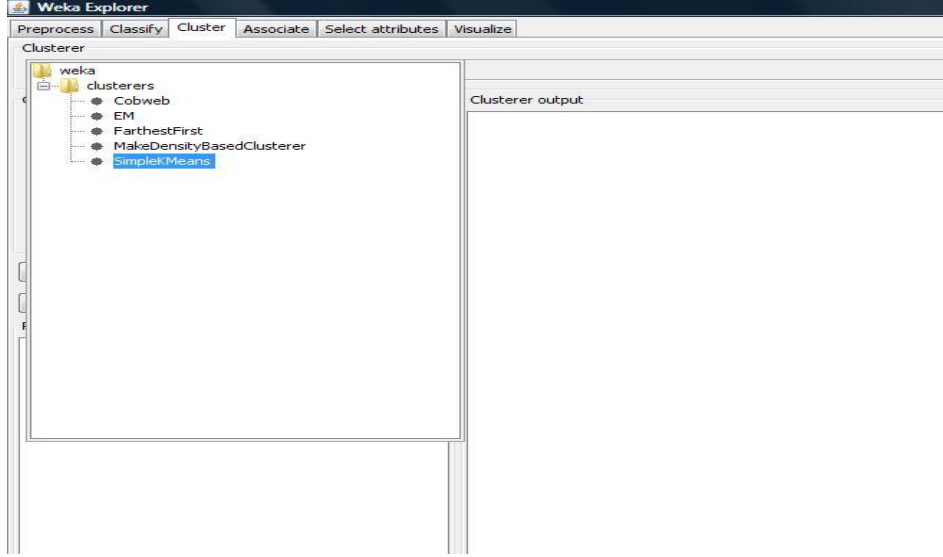 Weka Explorer
Preprocess Classify Cluster Associate Select attributes Visualize
Clusterer
weka
clusterers
Cobweb
EM
FarthestFirst
MakeDensityBasedClusterer
SimpleKMeans
Clusterer output